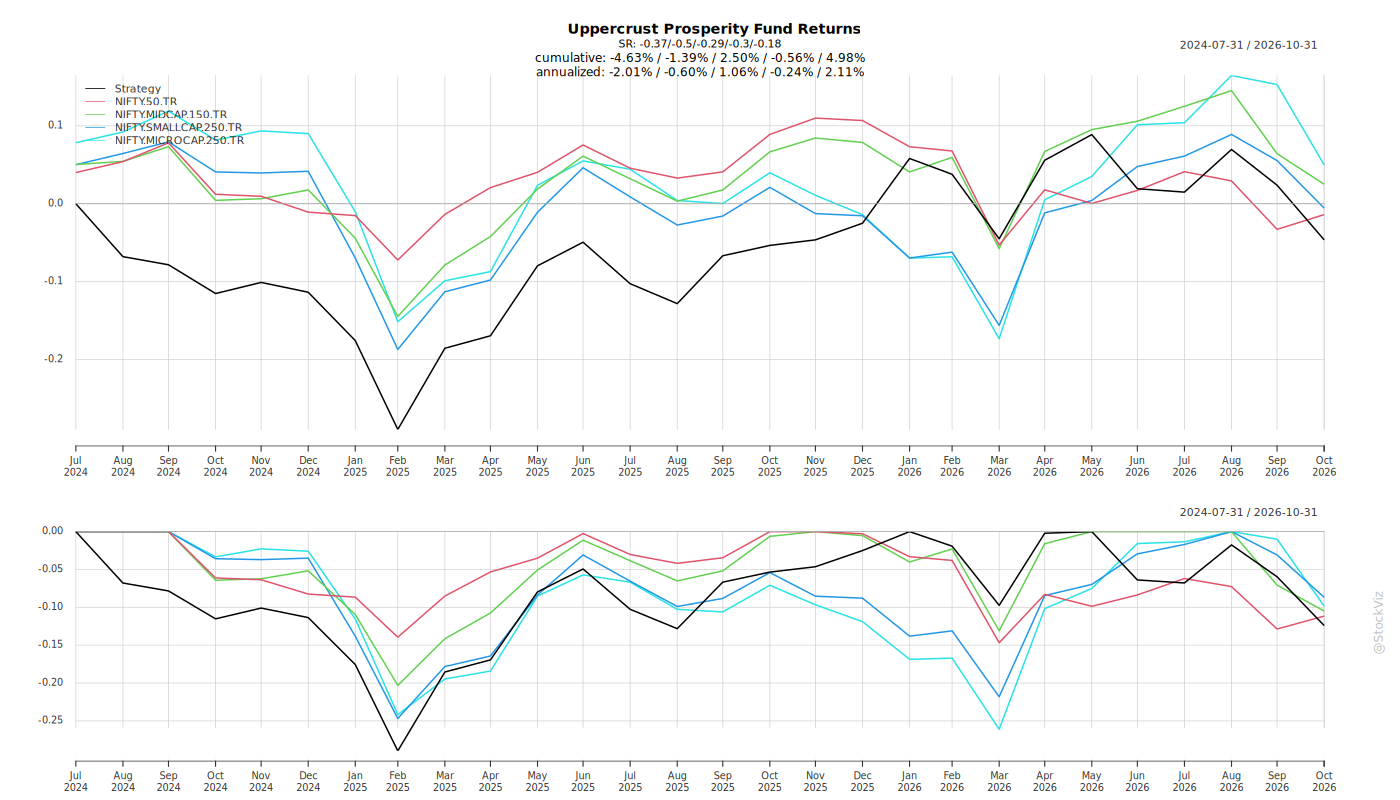 Uppercrust Prosperity Fund Returns
SR: -0.37/-0.5/-0.29/-0.3/-0.18
cumulative: -4.63% / -1.39% / 2.50% / -0.56% / 4.98%
annualized: -2.01% / -0.60% / 1.06% / -0.24% / 2.11%
2024-07-31 / 2026-10-31
Strategy
NIFTY.50.TR
NIFTY.MIDCAP.150.TR
NIFTY.SMALLCAP.250.TR
NIFTY.MICROCAP.250.TR
0.1
0.0
-0.1
-0.2
Jul Aug Sep Oct Nov Dec Jan Feb Mar Apr May Jun Jul Aug Sep Oct Nov Dec Jan Feb Mar Apr May Jun Jul Aug Sep Oct
2024 2024 2024 2024 2024 2024 2025 2025 2025 2025 2025 2025 2025 2025 2025 2025 2025 2025 2026 2026 2026 2026 2026 2026 2026 2026 2026 2026
2024-07-31 / 2026-10-31
0.00
-0.05
-0.10
-0.15
-0.20
-0.25
Jul Aug Sep Oct Nov Dec Jan Feb Mar Apr May Jun Jul Aug Sep Oct Nov Dec Jan Feb Mar Apr May Jun Jul Aug Sep Oct
2024 2024 2024 2024 2024 2024 2025 2025 2025 2025 2025 2025 2025 2025 2025 2025 2025 2025 2026 2026 2026 2026 2026 2026 2026 2026 2026 2026
@StockViz